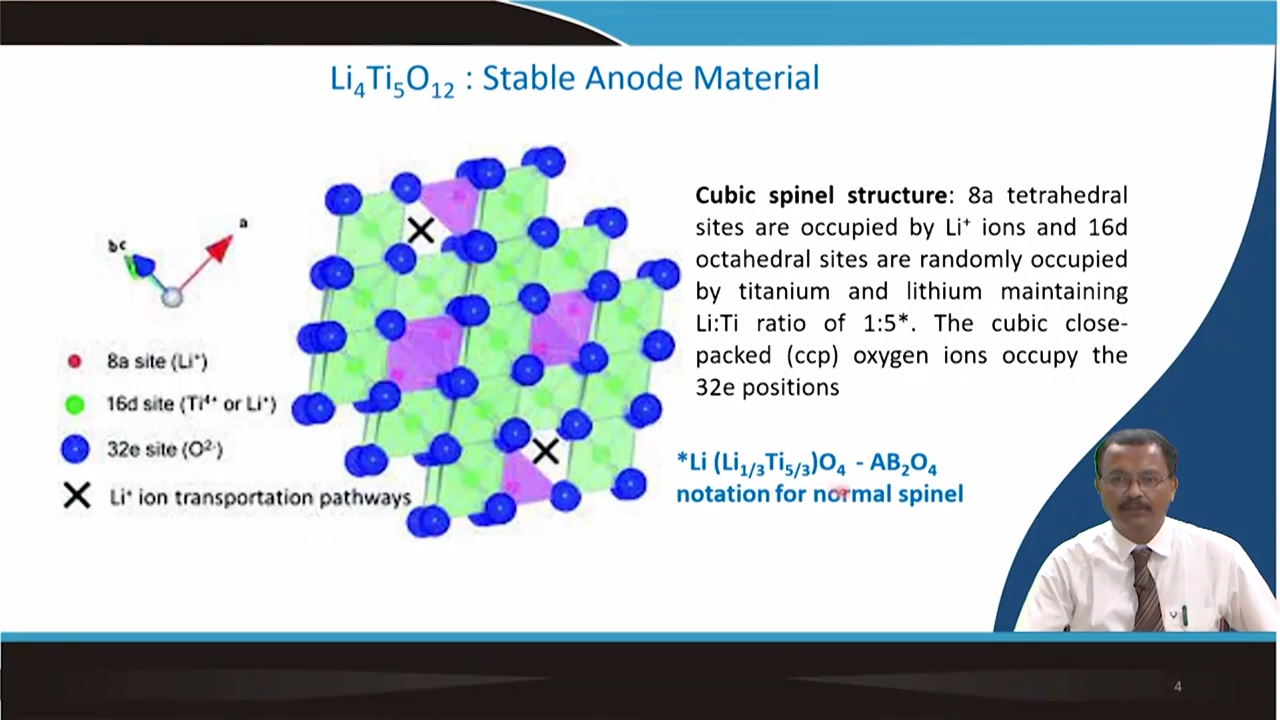 Li₄Ti₅O₁₂ : Stable Anode Material
a
b c
8a site (Li⁺)
16d site (Ti⁴⁺ or Li⁺)
32e site (O²⁻)
Li⁺ ion transportation pathways
Cubic spinel structure: 8a tetrahedral
sites are occupied by Li⁺ ions and 16d
octahedral sites are randomly occupied
by titanium and lithium maintaining
Li:Ti ratio of 1:5*. The cubic close-
packed (ccp) oxygen ions occupy the
32e positions
*Li (Li₁/₃Ti₅/₃)O₄ - AB₂O₄
notation for normal spinel
4